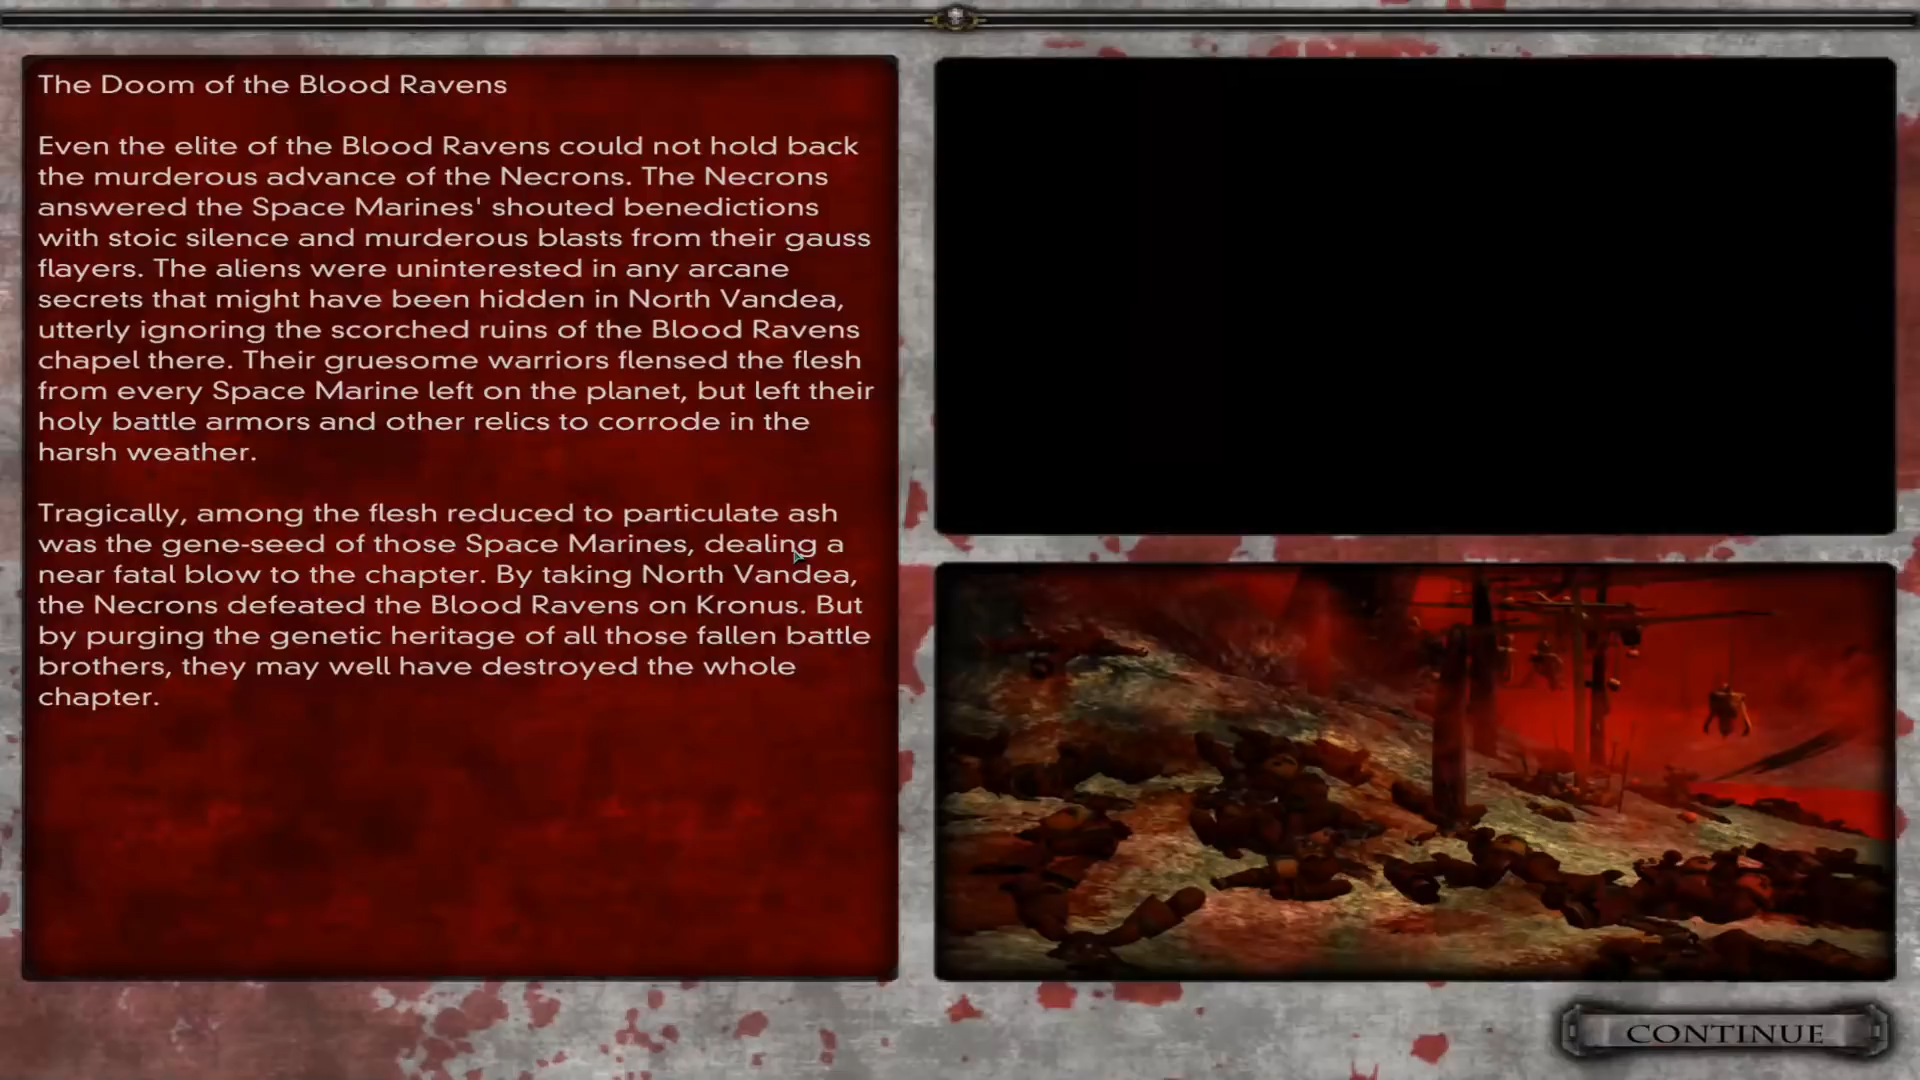 The Doom of the Blood Ravens
Even the elite of the Blood Ravens could not hold back
the murderous advance of the Necrons. The Necrons
answered the Space Marines' shouted benedictions
with stoic silence and murderous blasts from their gauss
flayers. The aliens were uninterested in any arcane
secrets that might have been hidden in North Vandea,
utterly ignoring the scorched ruins of the Blood Ravens
chapel there. Their gruesome warriors flensed the flesh
from every Space Marine left on the planet, but left their
holy battle armors and other relics to corrode in the
harsh weather.
Tragically, among the flesh reduced to particulate ash
was the gene-seed of those Space Marines, dealing a
near fatal blow to the chapter. By taking North Vandea,
the Necrons defeated the Blood Ravens on Kronus. But
by purging the genetic heritage of all those fallen battle
brothers, they may well have destroyed the whole
chapter.
CONTINUE